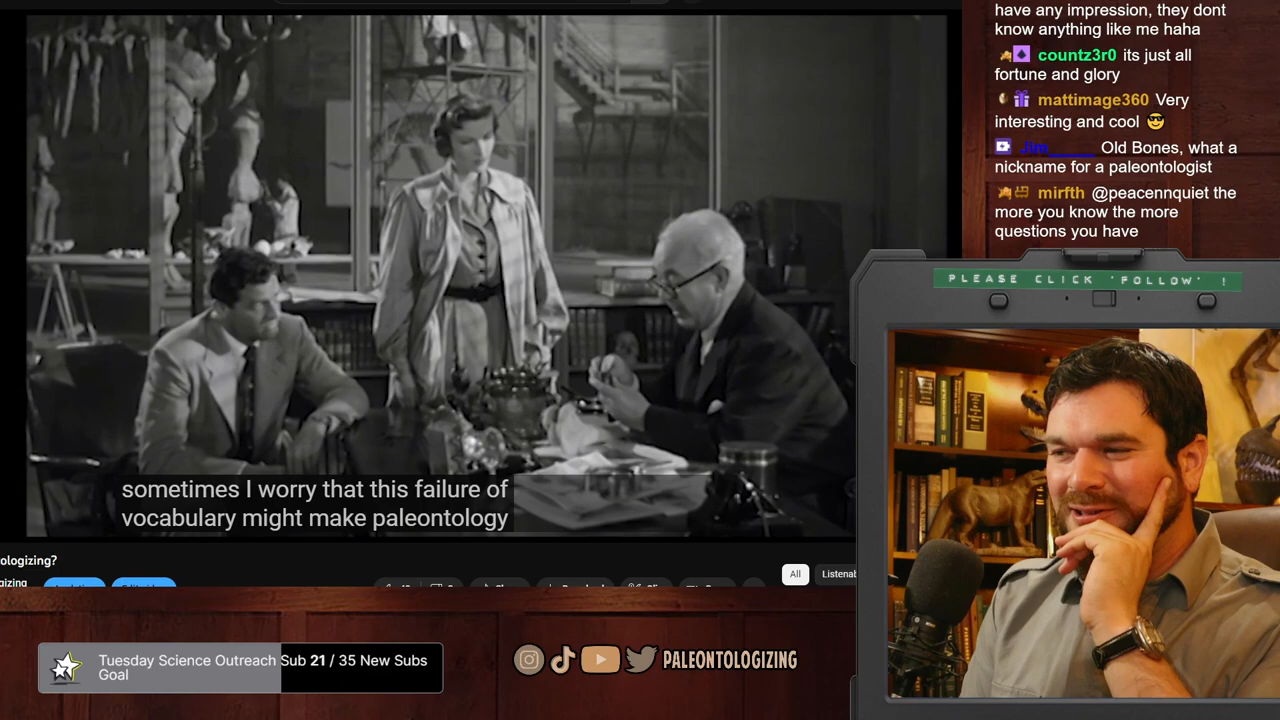 have any impression, they dont
know anything like me haha
countz3r0 its just all
fortune and glory
mattimage360 Very
interesting and cool 😎
Jim_____ Old Bones, what a
nickname for a paleontologist
mirfth @peacennquiet the
more you know the more
questions you have
PLEASE CLICK 'FOLLOW' !
sometimes I worry that this failure of
vocabulary might make paleontology
ologizing?
gizing
All Listenab
Tuesday Science Outreach Sub 21 / 35 New Subs
Goal
PALEONTOLOGIZING